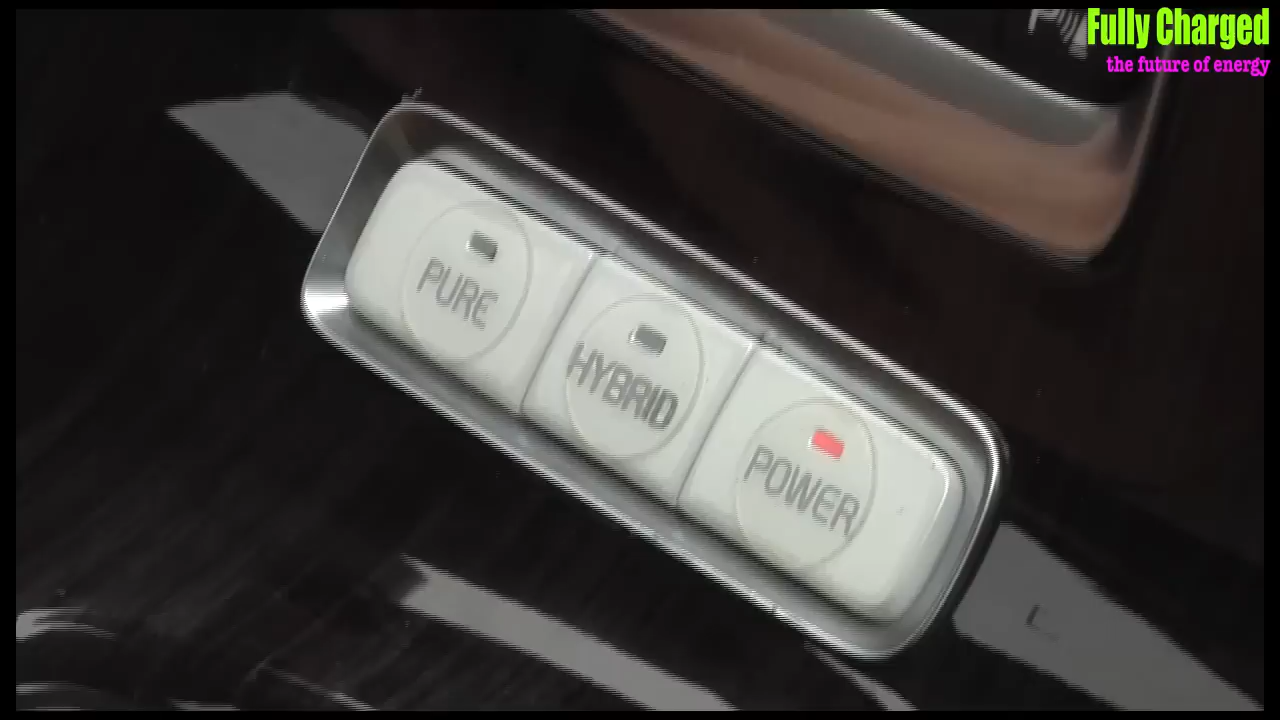 Fully Charged
the future of energy
PURE
HYBRID
POWER